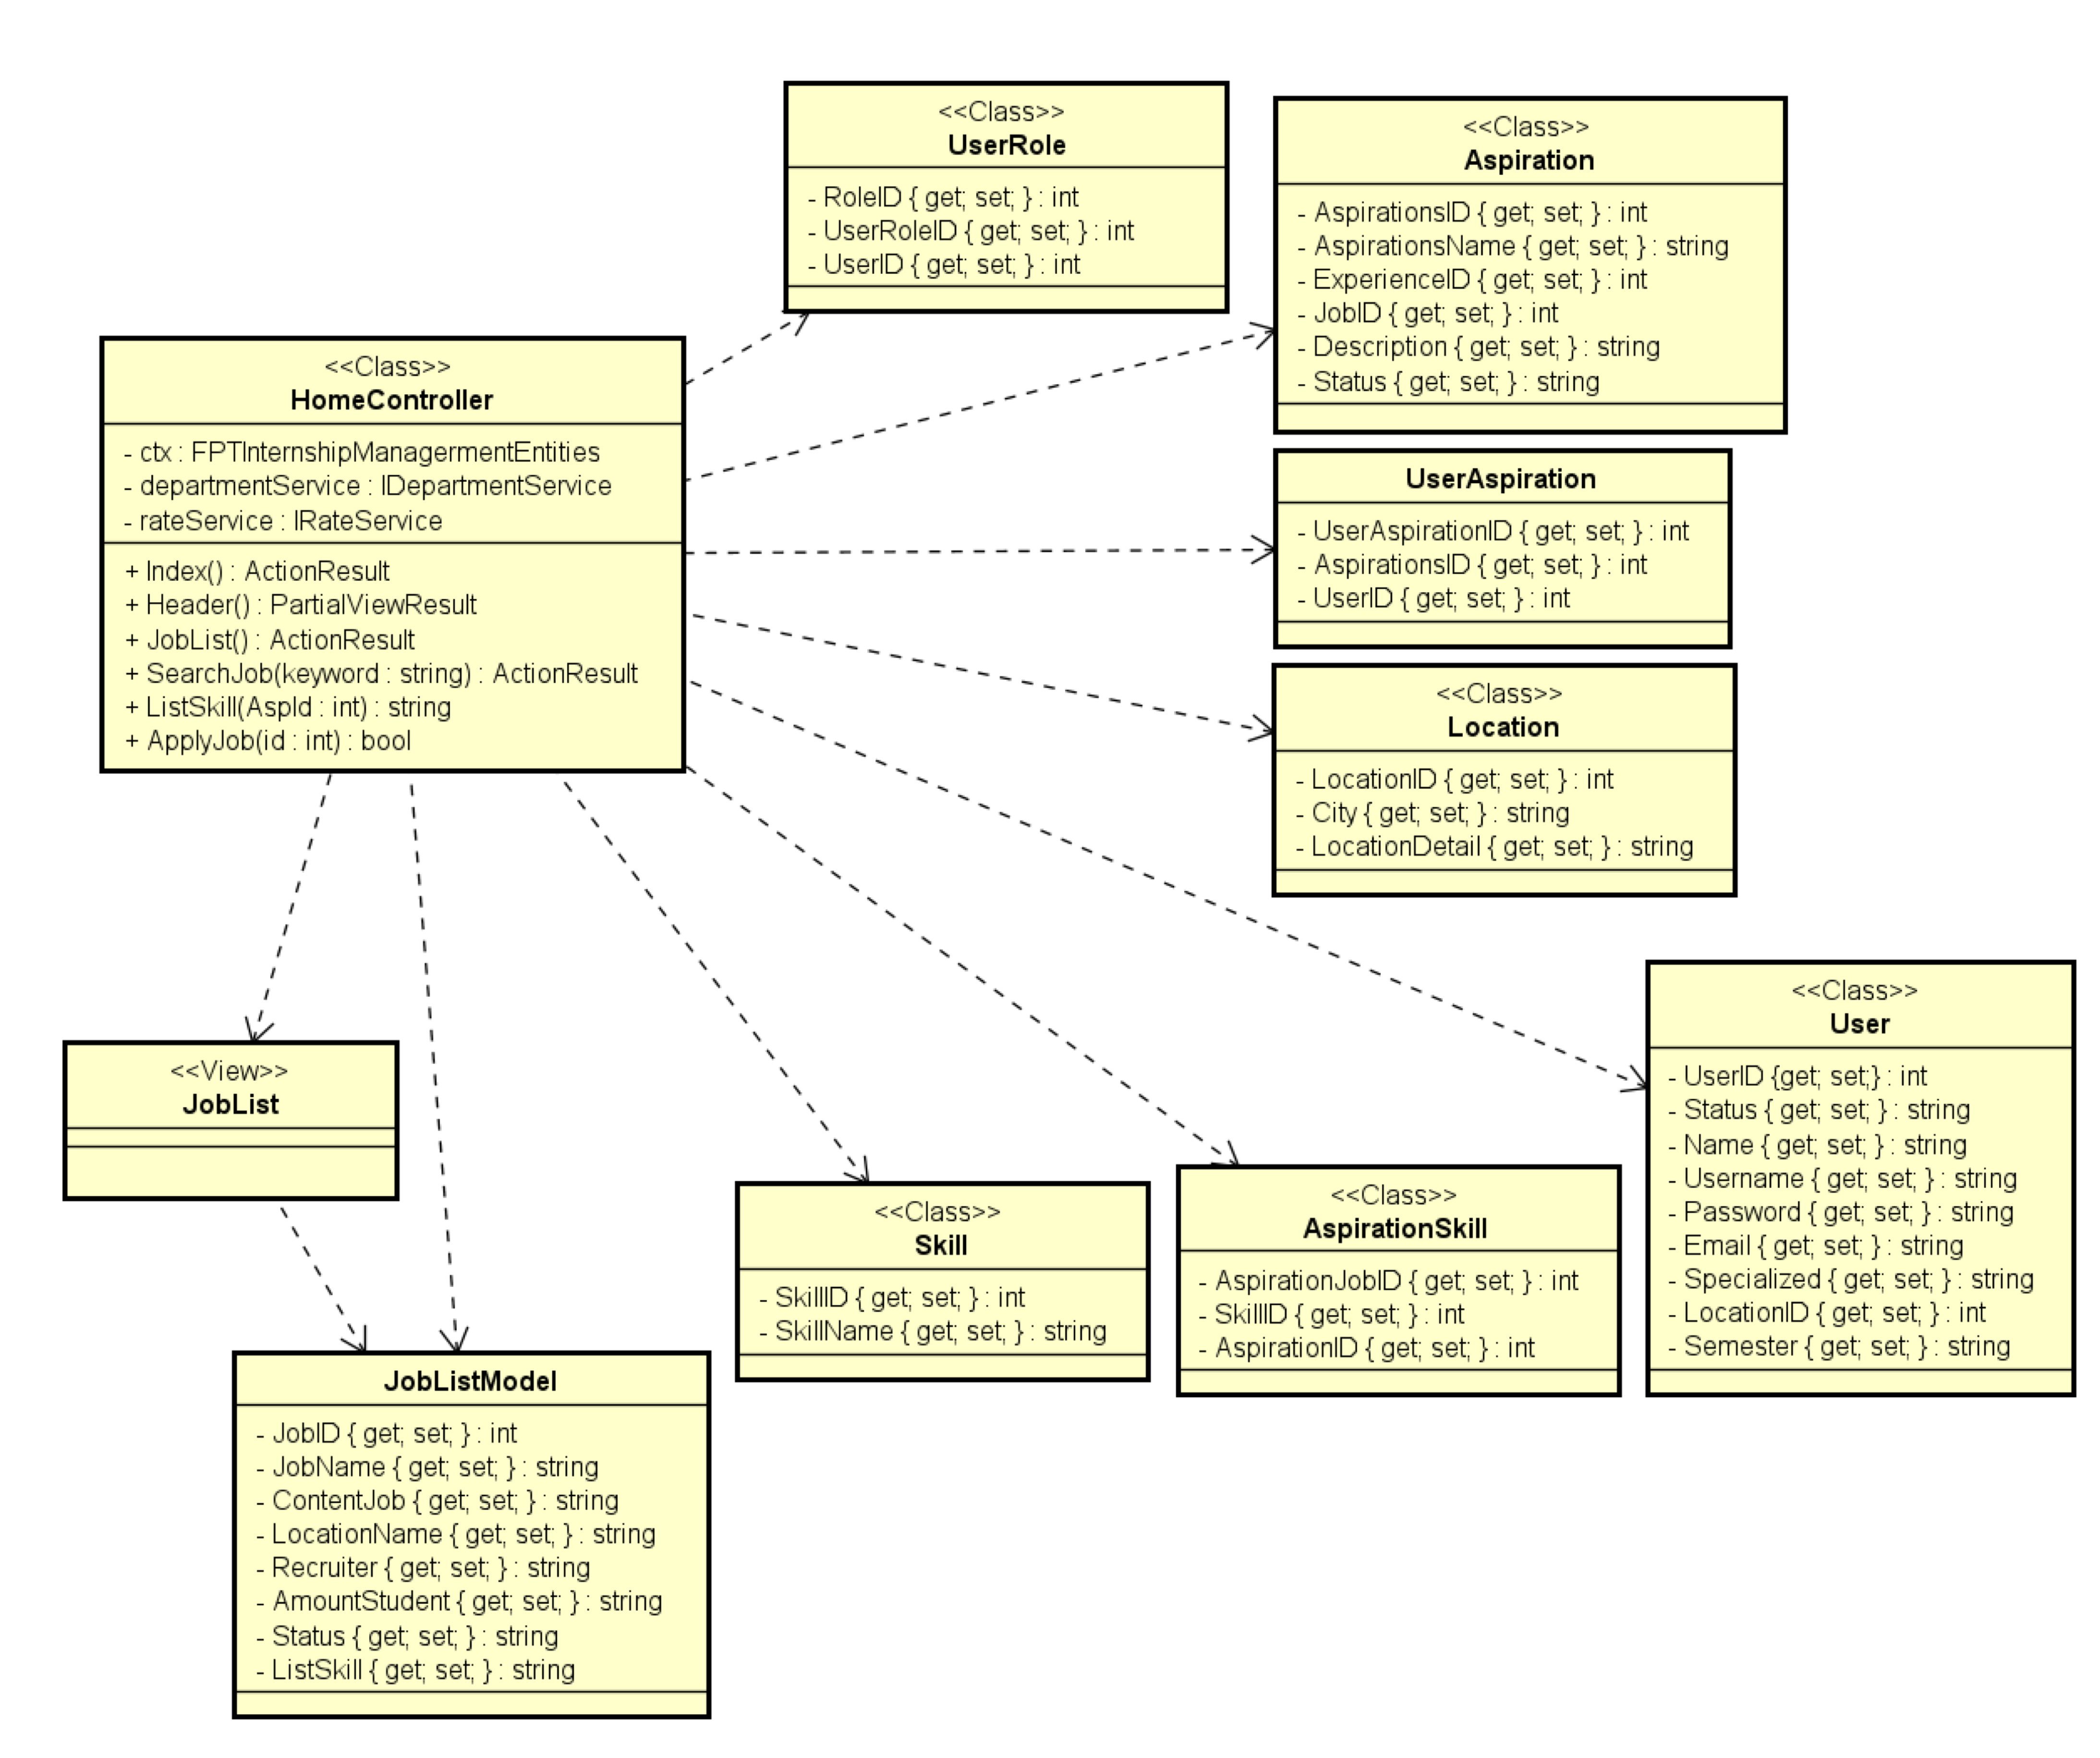 <<Class>>
UserRole
- RoleID { get; set; } : int
- UserRoleID { get; set; } : int
- UserID { get; set; } : int
<<Class>>
Aspiration
- AspirationsID { get; set; } : int
- AspirationsName { get; set; } : string
- ExperienceID { get; set; } : int
- JobID { get; set; } : int
- Description { get; set; } : string
- Status { get; set; } : string
<<Class>>
HomeController
- ctx : FPTInternshipManagermentEntities
- departmentService : IDepartmentService
- rateService : IRateService
+ Index() : ActionResult
+ Header() : PartialViewResult
+ JobList() : ActionResult
+ SearchJob(keyword : string) : ActionResult
+ ListSkill(AspId : int) : string
+ ApplyJob(id : int) : bool
UserAspiration
- UserAspirationID { get; set; } : int
- AspirationsID { get; set; } : int
- UserID { get; set; } : int
<<Class>>
Location
- LocationID { get; set; } : int
- City { get; set; } : string
- LocationDetail { get; set; } : string
<<Class>>
User
- UserID {get; set;} : int
- Status { get; set; } : string
- Name { get; set; } : string
- Username { get; set; } : string
- Password { get; set; } : string
- Email { get; set; } : string
- Specialized { get; set; } : string
- LocationID { get; set; } : int
- Semester { get; set; } : string
<<View>>
JobList
<<Class>>
Skill
- SkillID { get; set; } : int
- SkillName { get; set; } : string
<<Class>>
AspirationSkill
- AspirationJobID { get; set; } : int
- SkillID { get; set; } : int
- AspirationID { get; set; } : int
JobListModel
- JobID { get; set; } : int
- JobName { get; set; } : string
- ContentJob { get; set; } : string
- LocationName { get; set; } : string
- Recruiter { get; set; } : string
- AmountStudent { get; set; } : string
- Status { get; set; } : string
- ListSkill { get; set; } : string